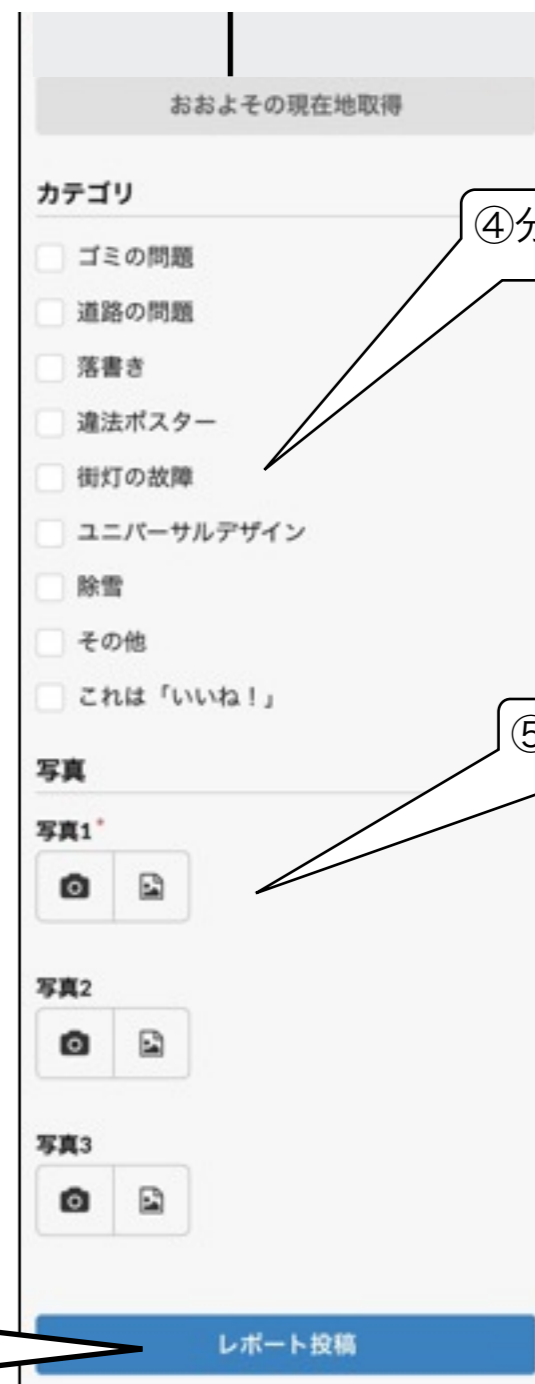 おおよその現在地取得
カテゴリ
④分
ゴミの問題
道路の問題
落書き
違法ポスター
街灯の故障
ユニバーサルデザイン
除雪
その他
これは「いいね！」
⑤
写真
写真1*
写真2
写真3
レポート投稿